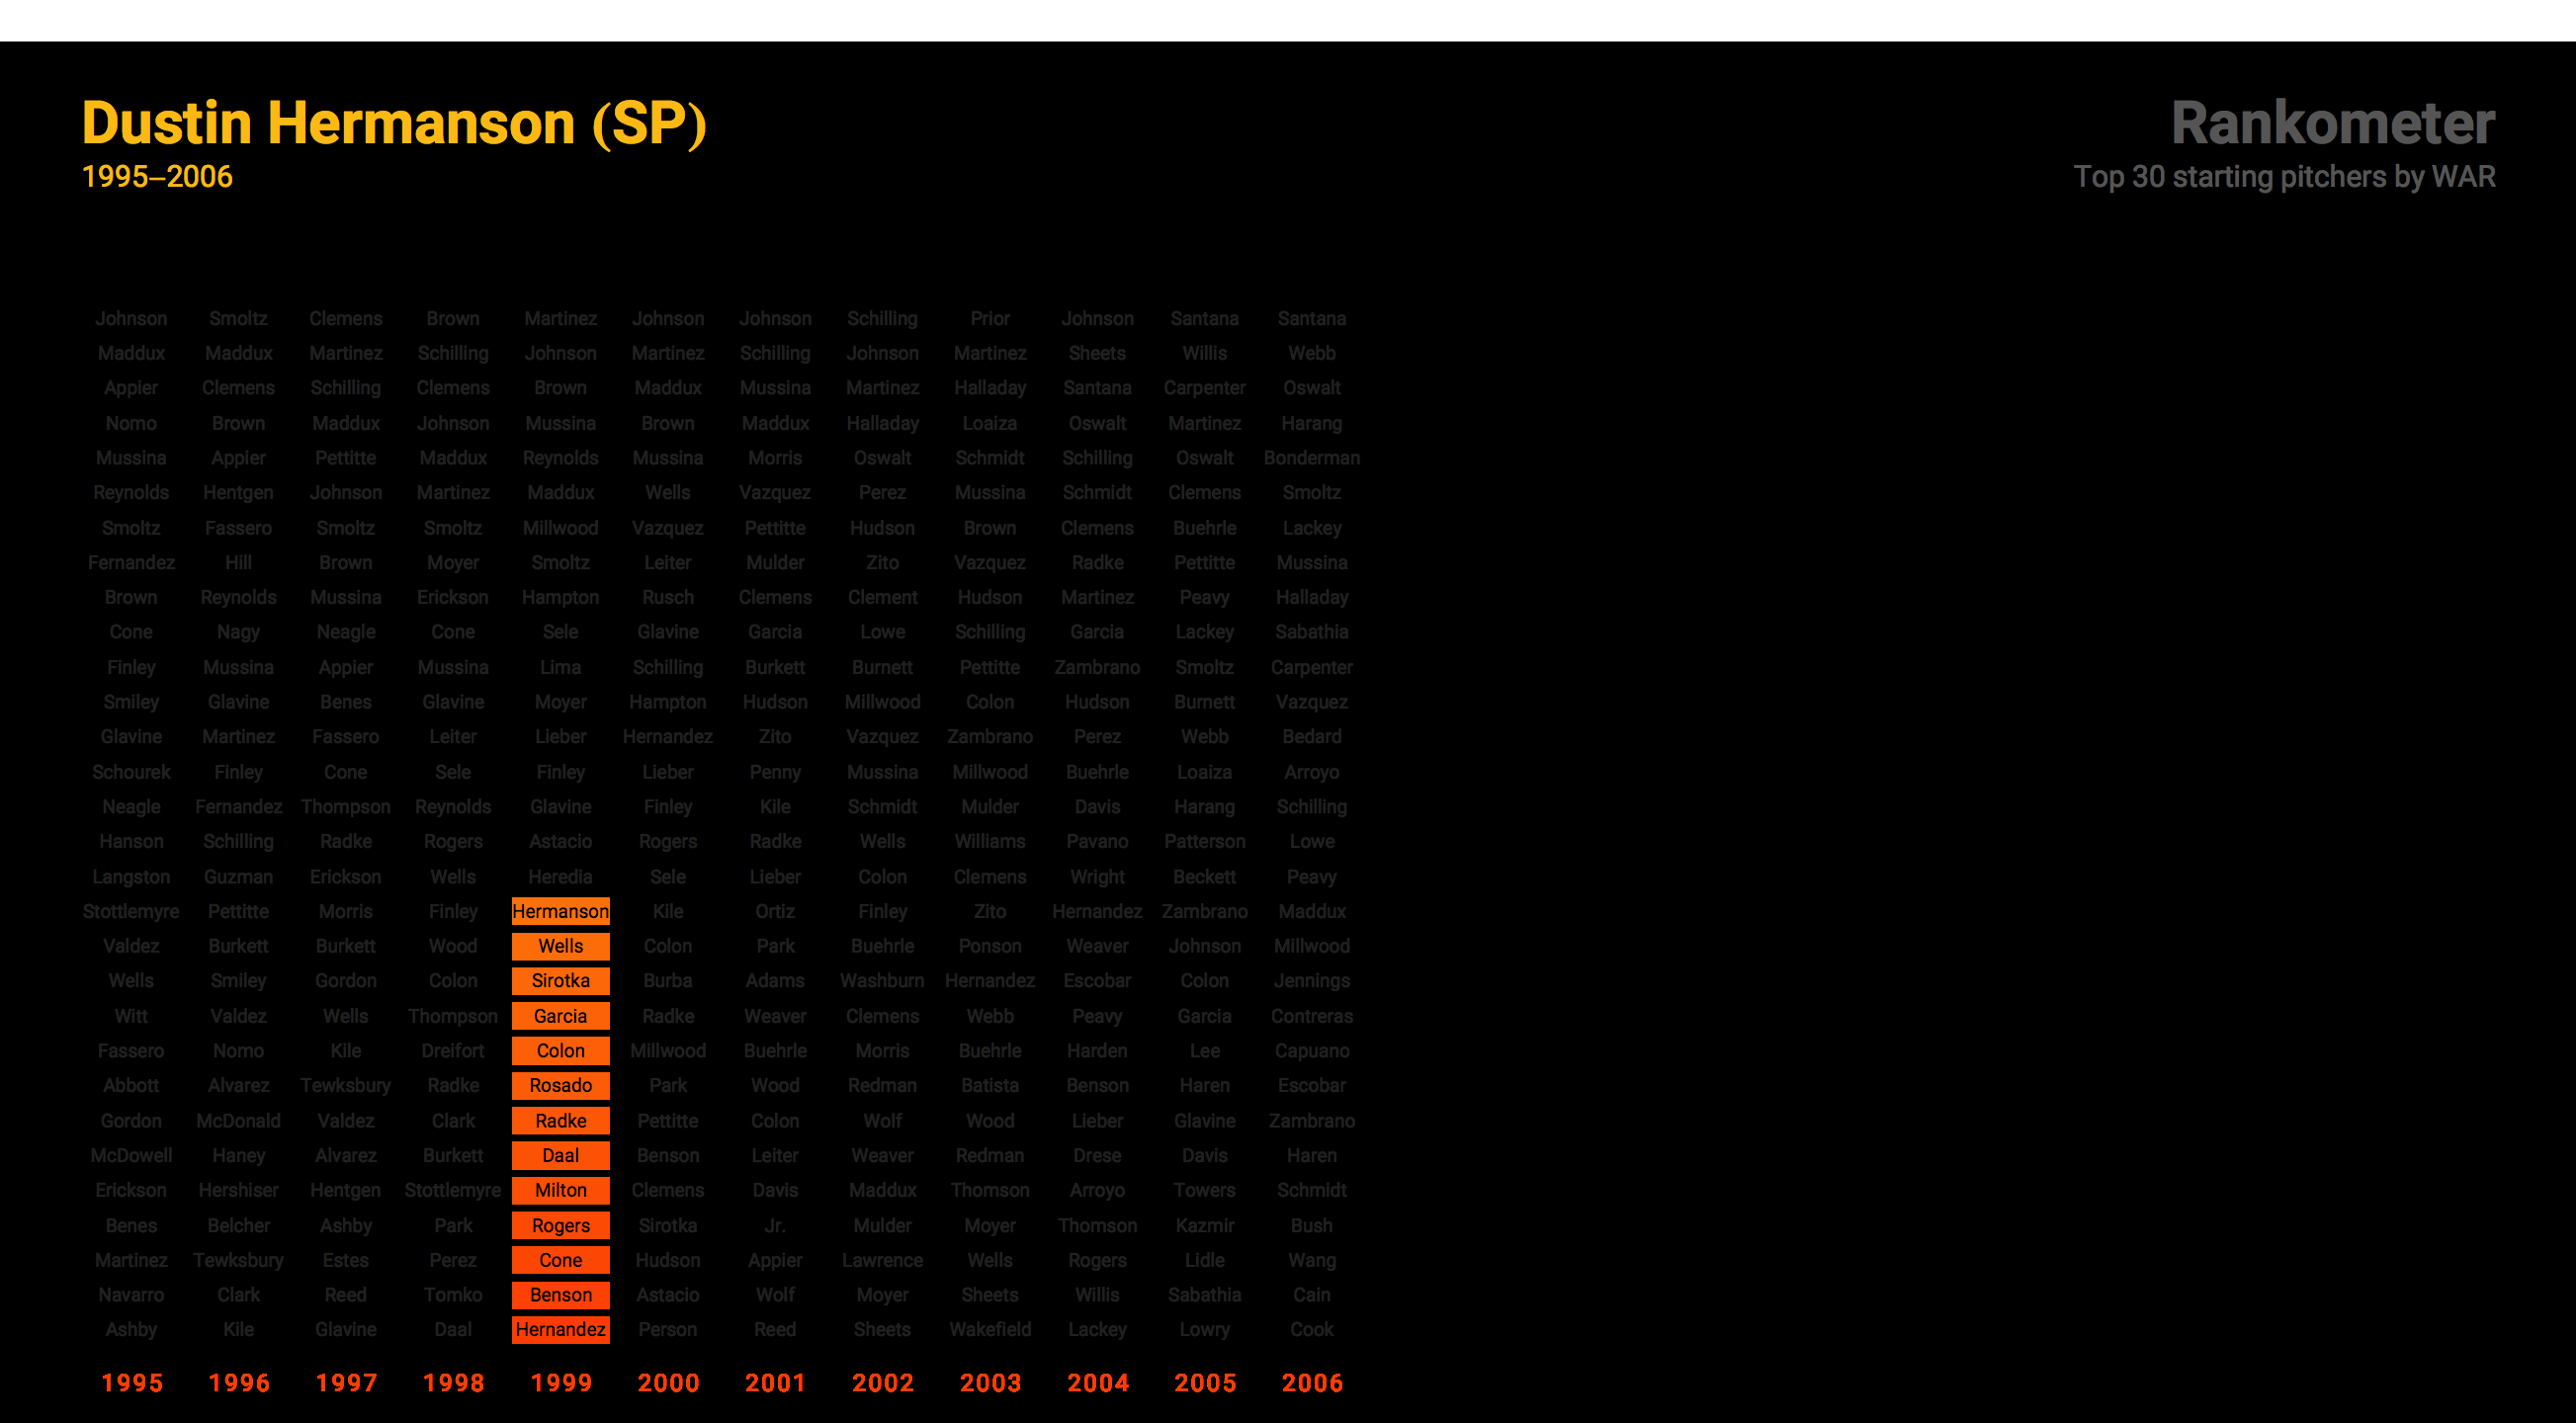 Dustin Hermanson (SP)
1995–2006
Rankometer
Top 30 starting pitchers by WAR
Johnson Smoltz Clemens Brown Martinez Johnson Johnson Schilling Prior Johnson Santana Santana
Maddux Maddux Martinez Schilling Johnson Martinez Schilling Johnson Martinez Sheets Willis Webb
Appier Clemens Schilling Clemens Brown Maddux Mussina Martinez Halladay Santana Carpenter Oswalt
Nomo Brown Maddux Johnson Mussina Brown Maddux Halladay Loaiza Oswalt Martinez Harang
Mussina Appier Pettitte Maddux Reynolds Mussina Morris Oswalt Schmidt Schilling Oswalt Bonderman
Reynolds Hentgen Johnson Martinez Maddux Wells Vazquez Perez Mussina Schmidt Clemens Smoltz
Smoltz Fassero Smoltz Smoltz Millwood Vazquez Pettitte Hudson Brown Clemens Buehrle Lackey
Fernandez Hill Brown Moyer Smoltz Leiter Mulder Zito Vazquez Radke Pettitte Mussina
Brown Reynolds Mussina Erickson Hampton Rusch Clemens Clement Hudson Martinez Peavy Halladay
Cone Nagy Neagle Cone Sele Glavine Garcia Lowe Schilling Garcia Lackey Sabathia
Finley Mussina Appier Mussina Lima Schilling Burkett Burnett Pettitte Zambrano Smoltz Carpenter
Smiley Glavine Benes Glavine Moyer Hampton Hudson Millwood Colon Hudson Burnett Vazquez
Glavine Martinez Fassero Leiter Lieber Hernandez Zito Vazquez Zambrano Perez Webb Bedard
Schourek Finley Cone Sele Finley Lieber Penny Mussina Millwood Buehrle Loaiza Arroyo
Neagle Fernandez Thompson Reynolds Glavine Finley Kile Schmidt Mulder Davis Harang Schilling
Hanson Schilling Radke Rogers Astacio Rogers Radke Wells Williams Pavano Patterson Lowe
Langston Guzman Erickson Wells Heredia Sele Lieber Colon Clemens Wright Beckett Peavy
Stottlemyre Pettitte Morris Finley Hermanson Kile Ortiz Finley Zito Hernandez Zambrano Maddux
Valdez Burkett Burkett Wood Wells Colon Park Buehrle Ponson Weaver Johnson Millwood
Wells Smiley Gordon Colon Sirotka Burba Adams Washburn Hernandez Escobar Colon Jennings
Witt Valdez Wells Thompson Garcia Radke Weaver Clemens Webb Peavy Garcia Contreras
Fassero Nomo Kile Dreifort Colon Millwood Buehrle Morris Buehrle Harden Lee Capuano
Abbott Alvarez Tewksbury Radke Rosado Park Wood Redman Batista Benson Haren Escobar
Gordon McDonald Valdez Clark Radke Pettitte Colon Wolf Wood Lieber Glavine Zambrano
McDowell Haney Alvarez Burkett Daal Benson Leiter Weaver Redman Drese Davis Haren
Erickson Hershiser Hentgen Stottlemyre Milton Clemens Davis Maddux Thomson Arroyo Towers Schmidt
Benes Belcher Ashby Park Rogers Sirotka Jr. Mulder Moyer Thomson Kazmir Bush
Martinez Tewksbury Estes Perez Cone Hudson Appier Lawrence Wells Rogers Lidle Wang
Navarro Clark Reed Tomko Benson Astacio Wolf Moyer Sheets Willis Sabathia Cain
Ashby Kile Glavine Daal Hernandez Person Reed Sheets Wakefield Lackey Lowry Cook
1995 1996 1997 1998 1999 2000 2001 2002 2003 2004 2005 2006